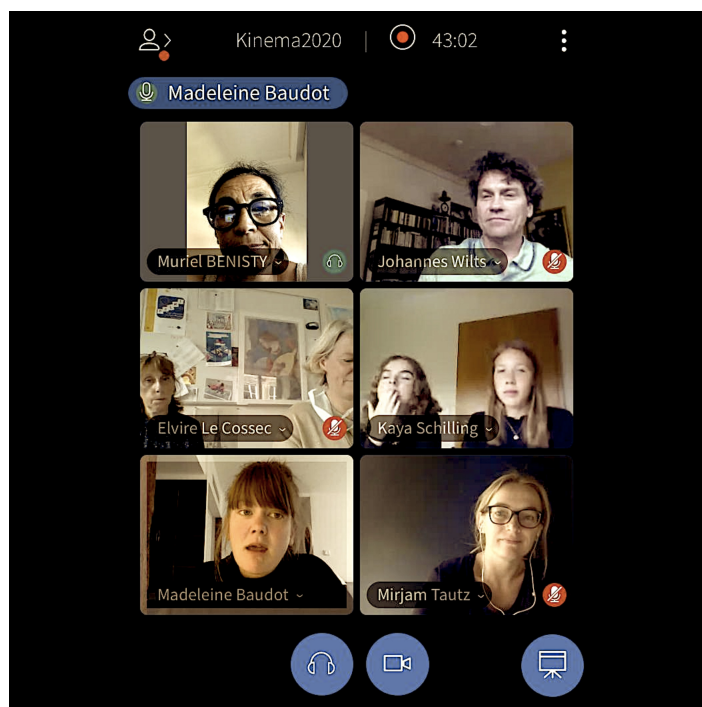 Kinema2020 | 43:02
Madeleine Baudot
Muriel BENISTY
Johannes Wilts
Elvire Le Cossec
Kaya Schilling
Madeleine Baudot
Mirjam Tautz